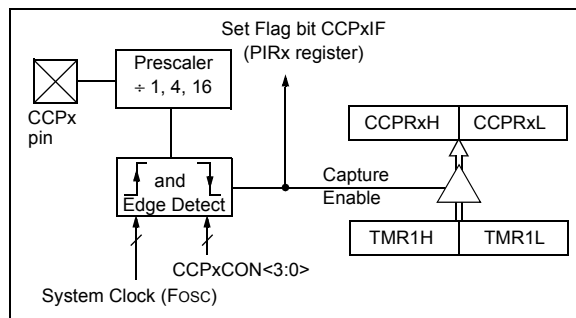 Set Flag bit CCPxIF
(PIRx register)
Prescaler
÷ 1, 4, 16
CCPx
pin
CCPRxH
CCPRxL
and
Edge Detect
Capture
Enable
TMR1H
TMR1L
CCPxCON<3:0>
System Clock (FOSC)